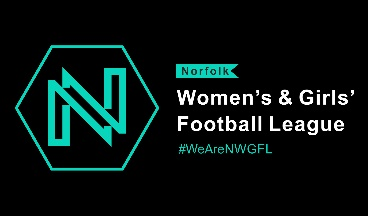 N
Norfolk
Women's & Girls'
Football League
#WeAreNWGFL